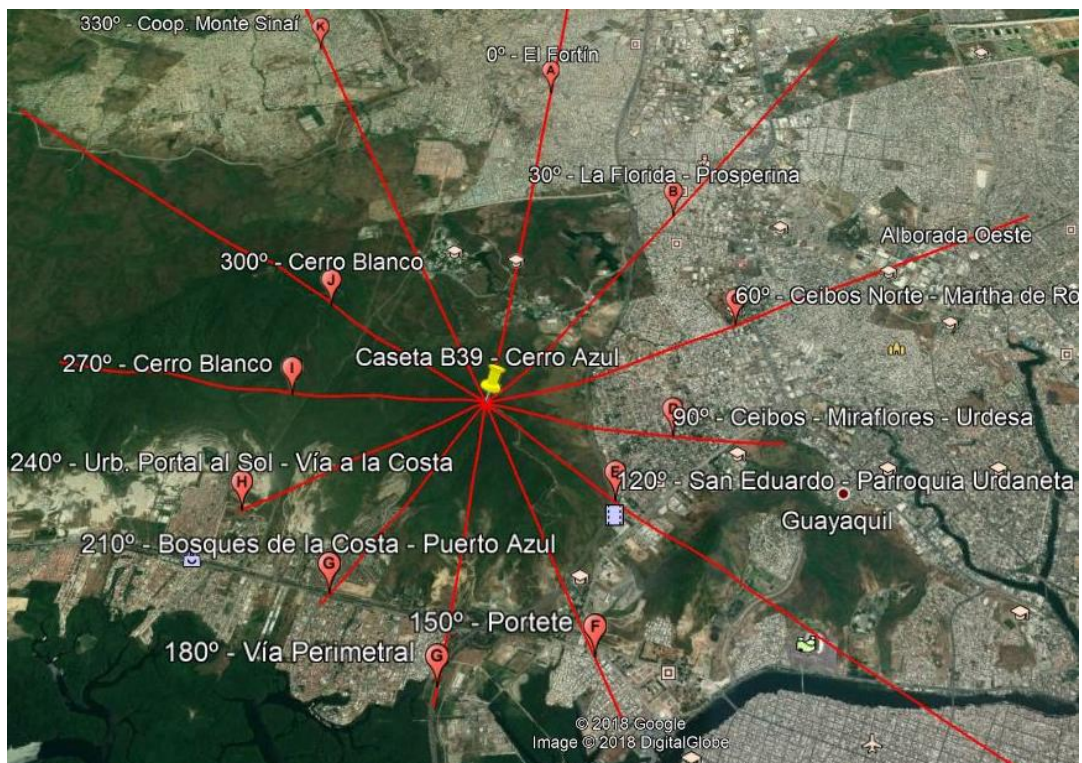 330º - Coop. Monte Sinaí
K
0º - El Fortín
A
30º - La Florida - Prosperina
B
Alborada Oeste
300º - Cerro Blanco
J
60º - Ceibos Norte - Martha de Ro
270º - Cerro Blanco
I
Caseta B39 - Cerro Azul
D
90º - Ceibos - Miraflores - Urdesa
240º - Urb. Portal al Sol - Vía a la Costa
H
E
120º - San Eduardo - Parroquia Urdaneta
Guayaquil
210º - Bosques de la Costa - Puerto Azul
G
150º - Portete
F
180º - Vía Perimetral
G
© 2018 Google
Image © 2018 DigitalGlobe